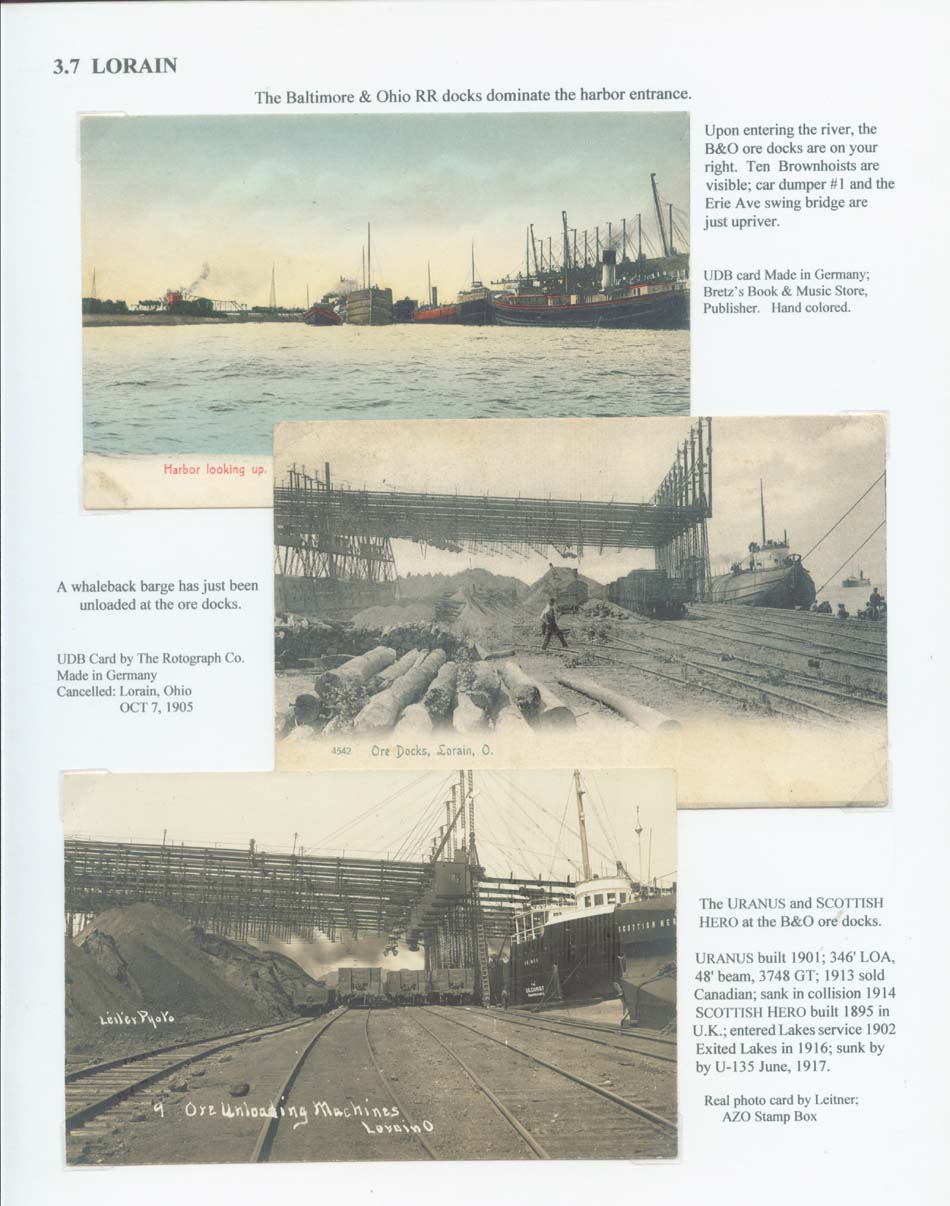 3.7 LORAIN
The Baltimore & Ohio RR docks dominate the harbor entrance.
Upon entering the river, the
B&O ore docks are on your
right. Ten Brownhoists are
visible; car dumper #1 and the
Erie Ave swing bridge are
just upriver.
UDB card Made in Germany;
Bretz's Book & Music Store,
Publisher. Hand colored.
Harbor looking up.
A whaleback barge has just been
unloaded at the ore docks.
UDB Card by The Rotograph Co.
Made in Germany
Cancelled: Lorain, Ohio
OCT 7, 1905
4542 Ore Docks, Lorain, O.
SCOTTISH HER
URANUS
The URANUS and SCOTTISH
HERO at the B&O ore docks.
URANUS built 1901; 346' LOA,
48' beam, 3748 GT; 1913 sold
Canadian; sank in collision 1914
SCOTTISH HERO built 1895 in
U.K.; entered Lakes service 1902
Exited Lakes in 1916; sunk by
by U-135 June, 1917.
Leiter Photo
9 Ore Unloading Machines
Lorain O
Real photo card by Leitner;
AZO Stamp Box